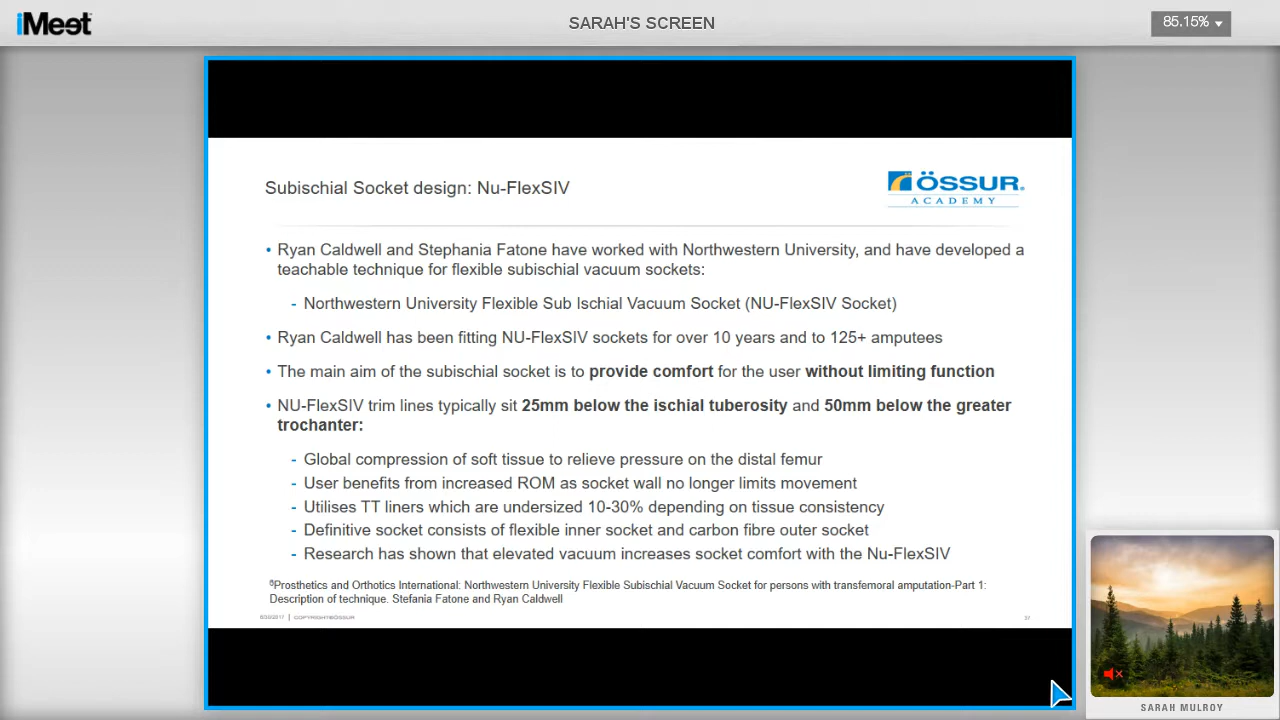 iMeet
SARAH'S SCREEN
85.15%
Subischial Socket design: Nu-FlexSIV
ÖSSUR®
ACADEMY
• Ryan Caldwell and Stephania Fatone have worked with Northwestern University, and have developed a
teachable technique for flexible subischial vacuum sockets:
- Northwestern University Flexible Sub Ischial Vacuum Socket (NU-FlexSIV Socket)
• Ryan Caldwell has been fitting NU-FlexSIV sockets for over 10 years and to 125+ amputees
• The main aim of the subischial socket is to provide comfort for the user without limiting function
• NU-FlexSIV trim lines typically sit 25mm below the ischial tuberosity and 50mm below the greater
trochanter:
- Global compression of soft tissue to relieve pressure on the distal femur
- User benefits from increased ROM as socket wall no longer limits movement
- Utilises TT liners which are undersized 10-30% depending on tissue consistency
- Definitive socket consists of flexible inner socket and carbon fibre outer socket
- Research has shown that elevated vacuum increases socket comfort with the Nu-FlexSIV
Prosthetics and Orthotics International: Northwestern University Flexible Subischial Vacuum Socket for persons with transfemoral amputation-Part 1:
Description of technique. Stefania Fatone and Ryan Caldwell
| COPYRIGHT©ÖSSUR
SARAH MULROY